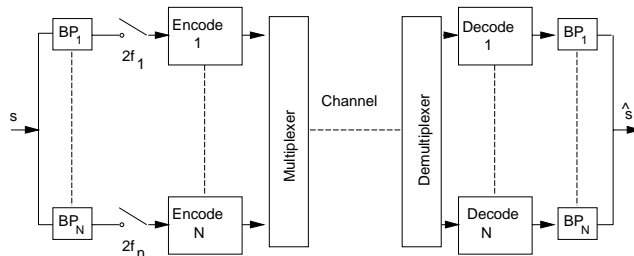 s
BP1
2f1
Encode
1
Multiplexer
Channel
Demultiplexer
Decode
1
BP1
ŝ
BPN
2fn
Encode
N
Decode
N
BPN